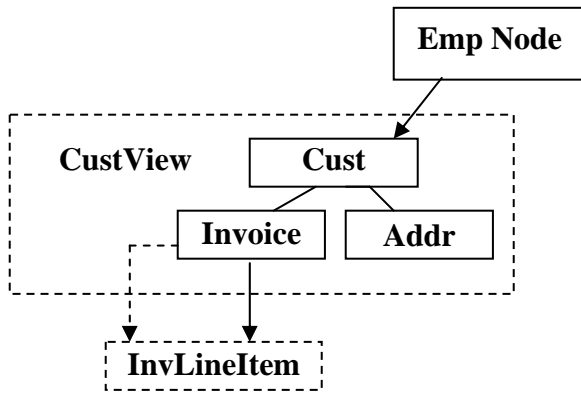 Emp Node
CustView
Cust
Invoice
Addr
InvLineItem